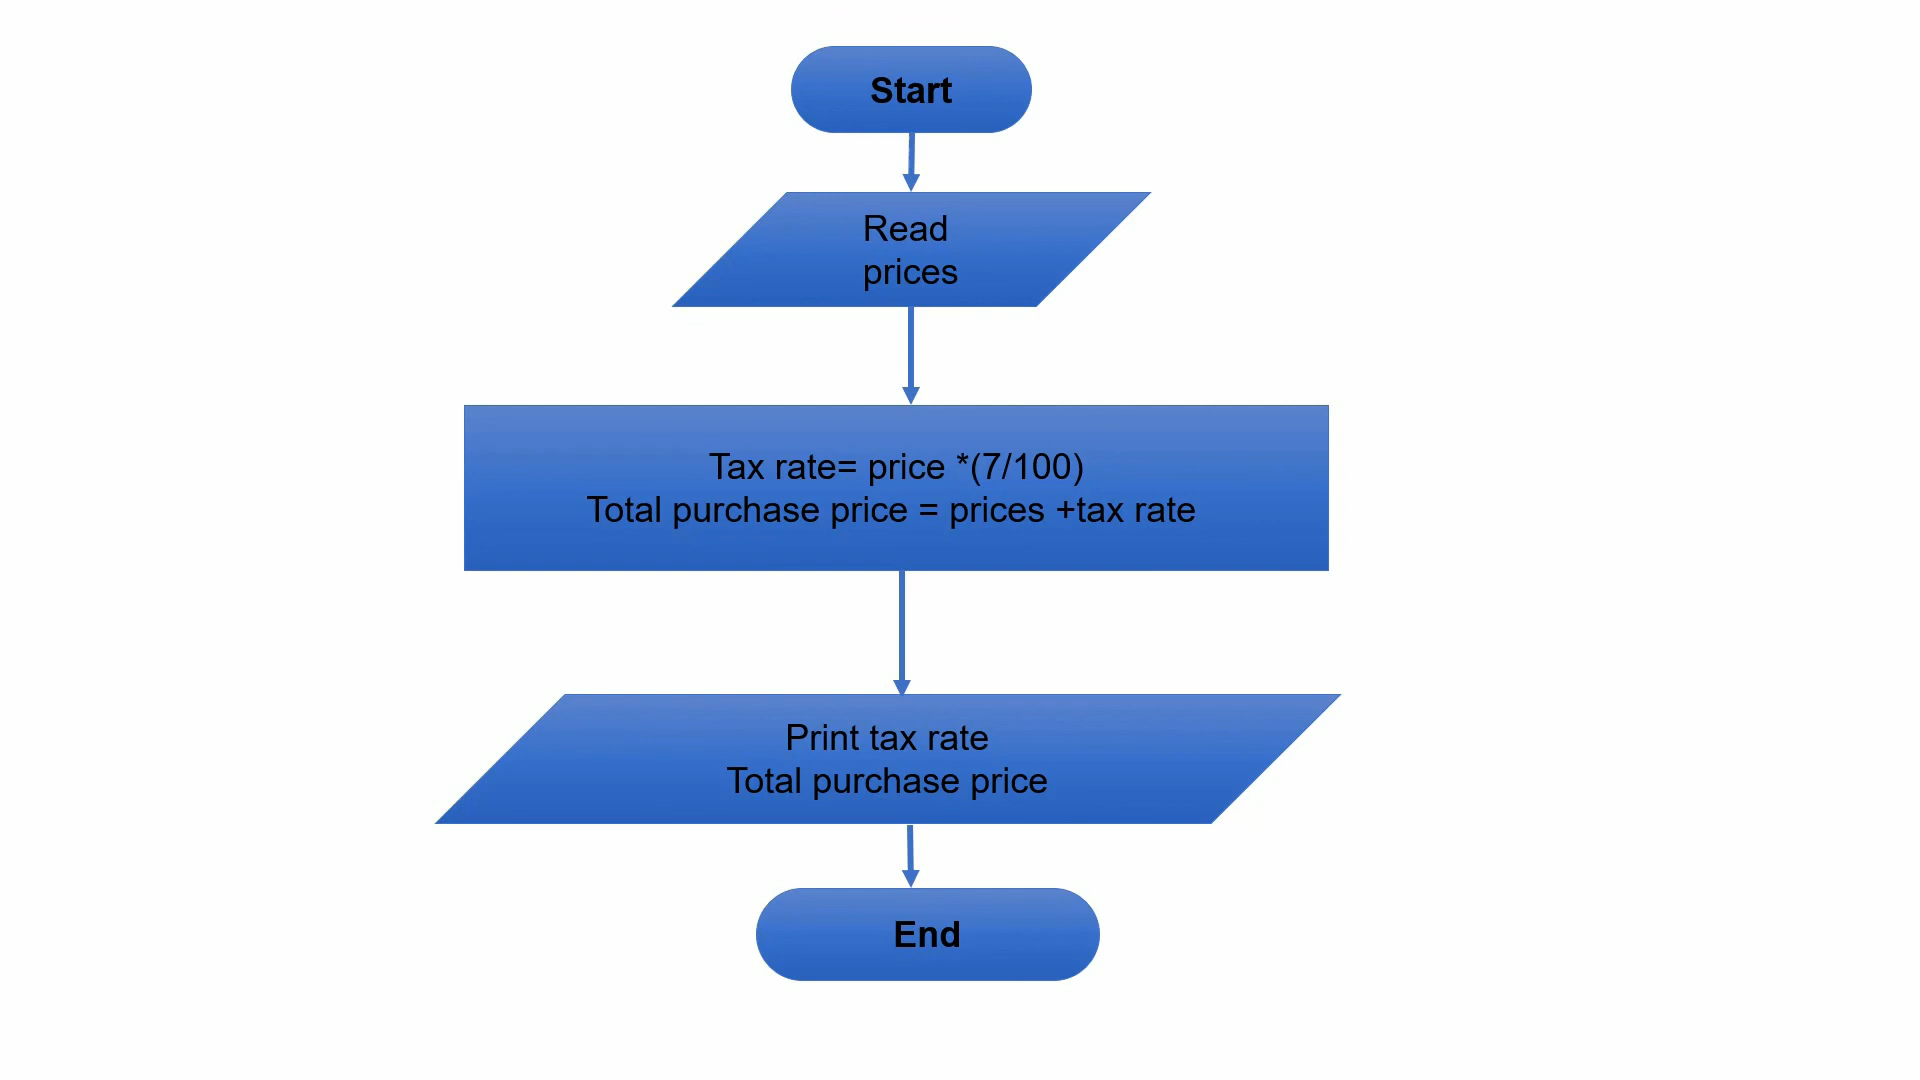 Start
Read
prices
Tax rate= price *(7/100)
Total purchase price = prices +tax rate
Print tax rate
Total purchase price
End